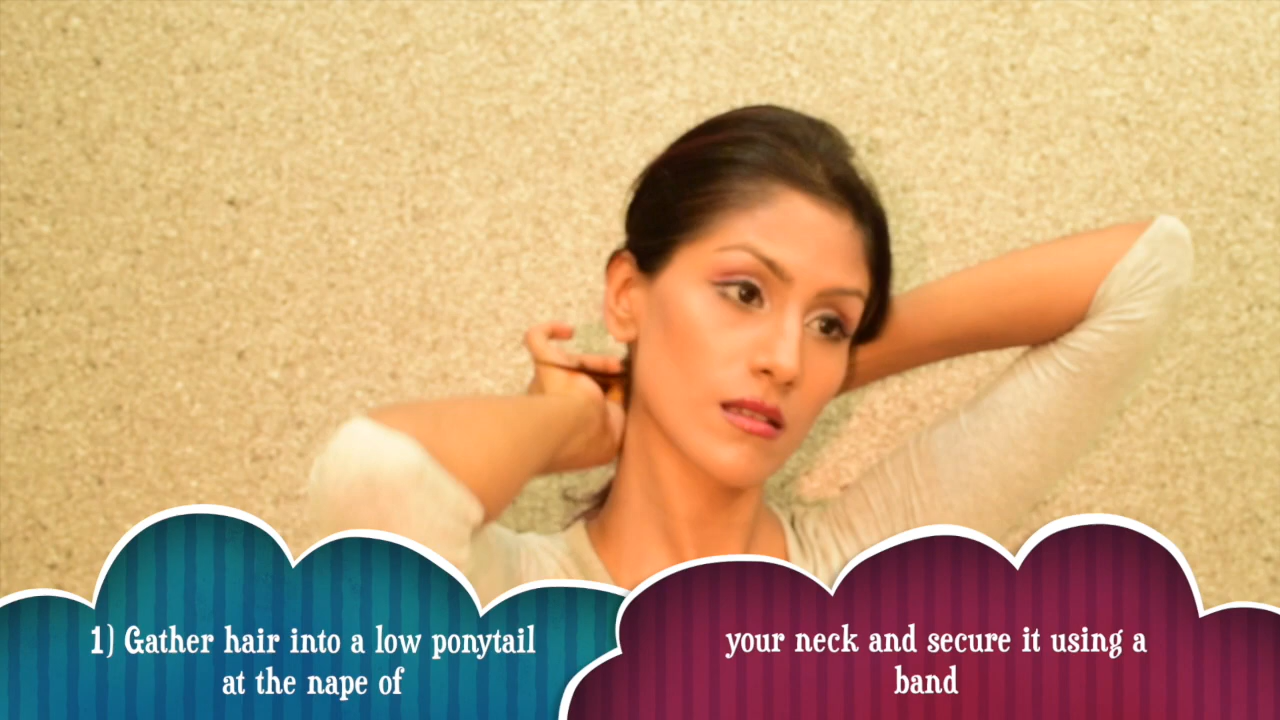 1) Gather hair into a low ponytail
at the nape of
your neck and secure it using a
band